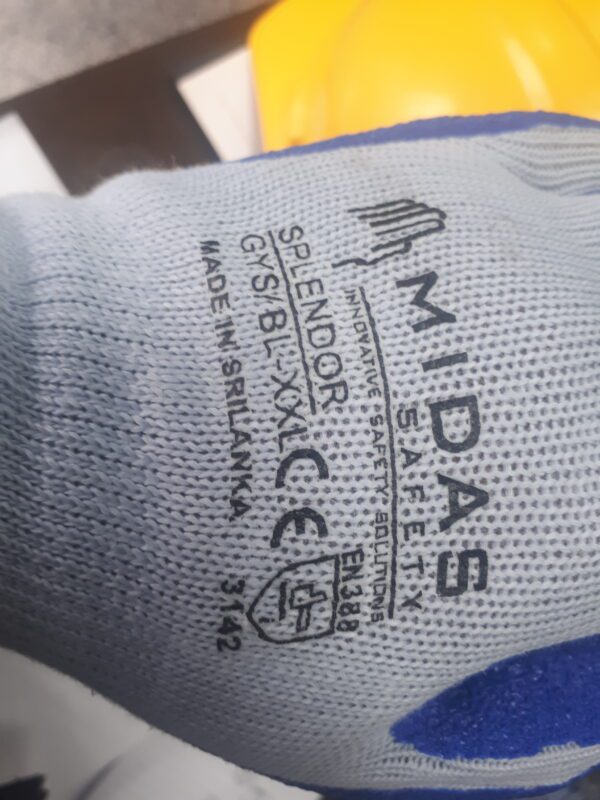 MIDAS
SAFETY
INNOVATIVE SAFETY SOLUTIONS
SPLENDOR
GYS/BL-XXL
MADE IN SRILANKA
CE
EN388
3142